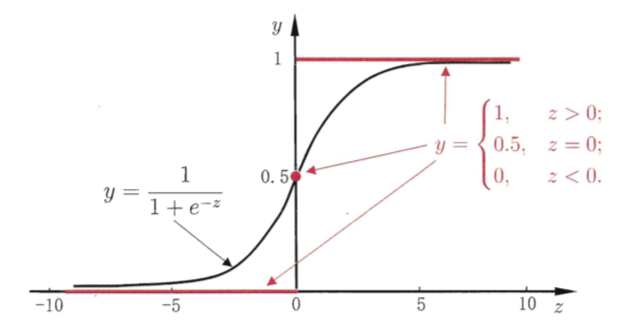 y
1
y = { 1, z > 0;
0.5, z = 0;
0, z < 0.
0.5
y = 1 / (1 + e^{-z})
-10 -5 0 5 10 z